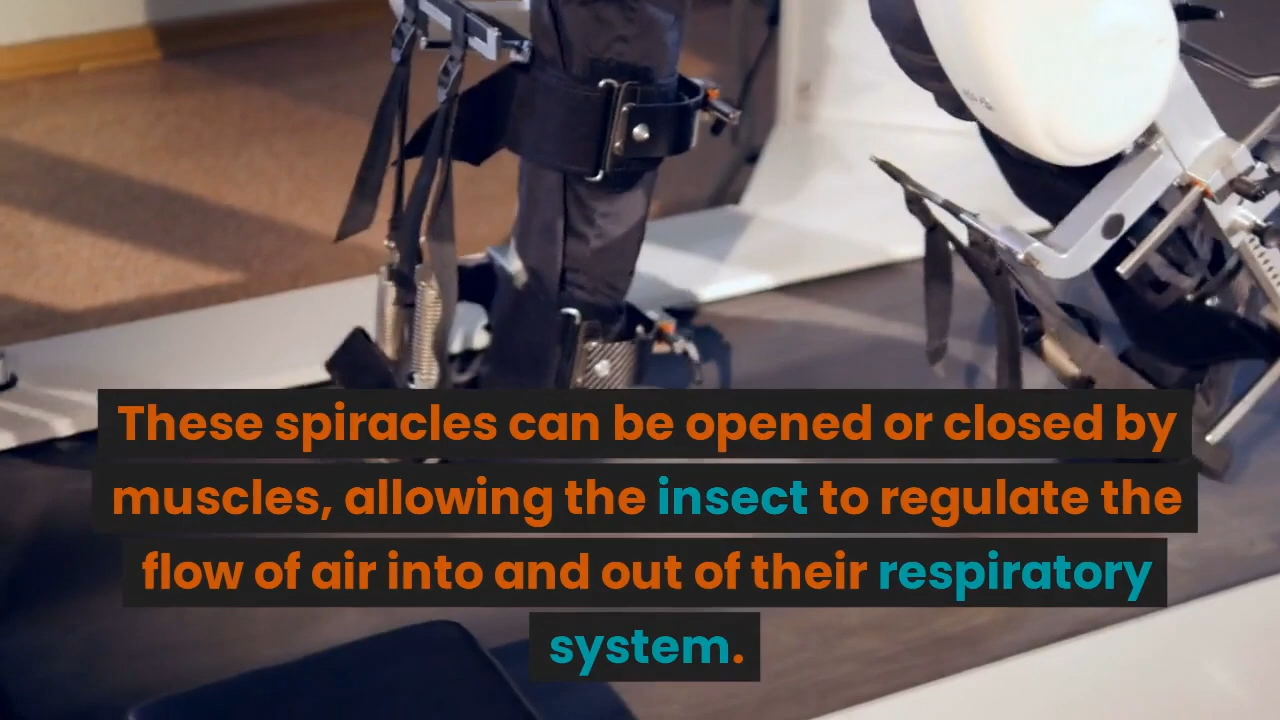 These spiracles can be opened or closed by
muscles, allowing the insect to regulate the
flow of air into and out of their respiratory
system.